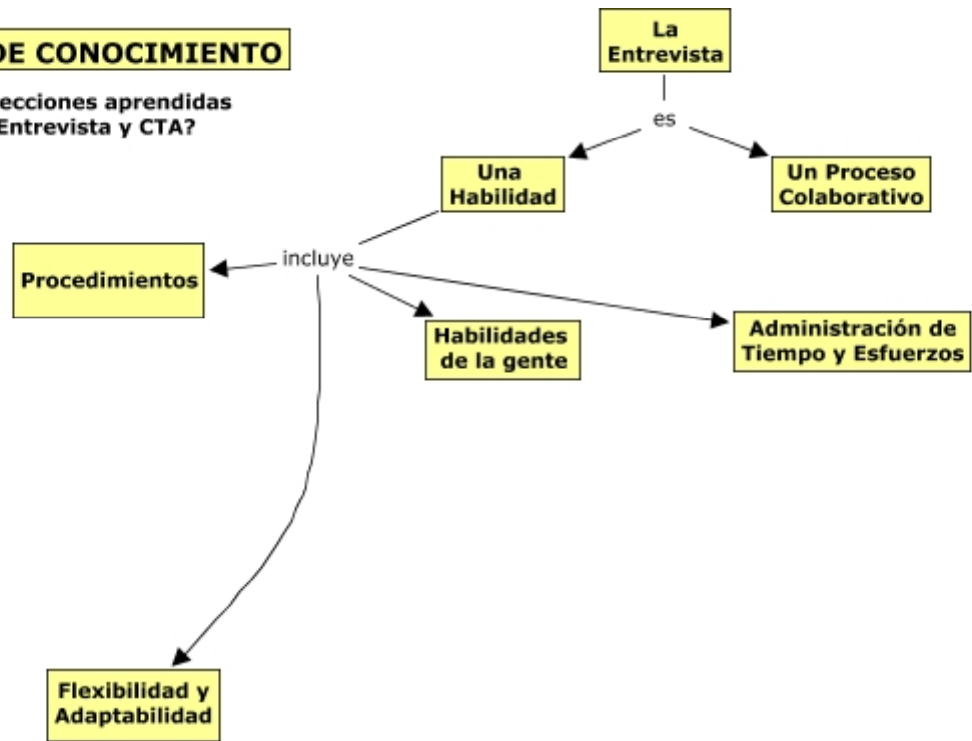 DE CONOCIMIENTO
ecciones aprendidas
Entrevista y CTA?
La
Entrevista
es
Una
Habilidad
Un Proceso
Colaborativo
incluye
Procedimientos
Habilidades
de la gente
Administración de
Tiempo y Esfuerzos
Flexibilidad y
Adaptabilidad